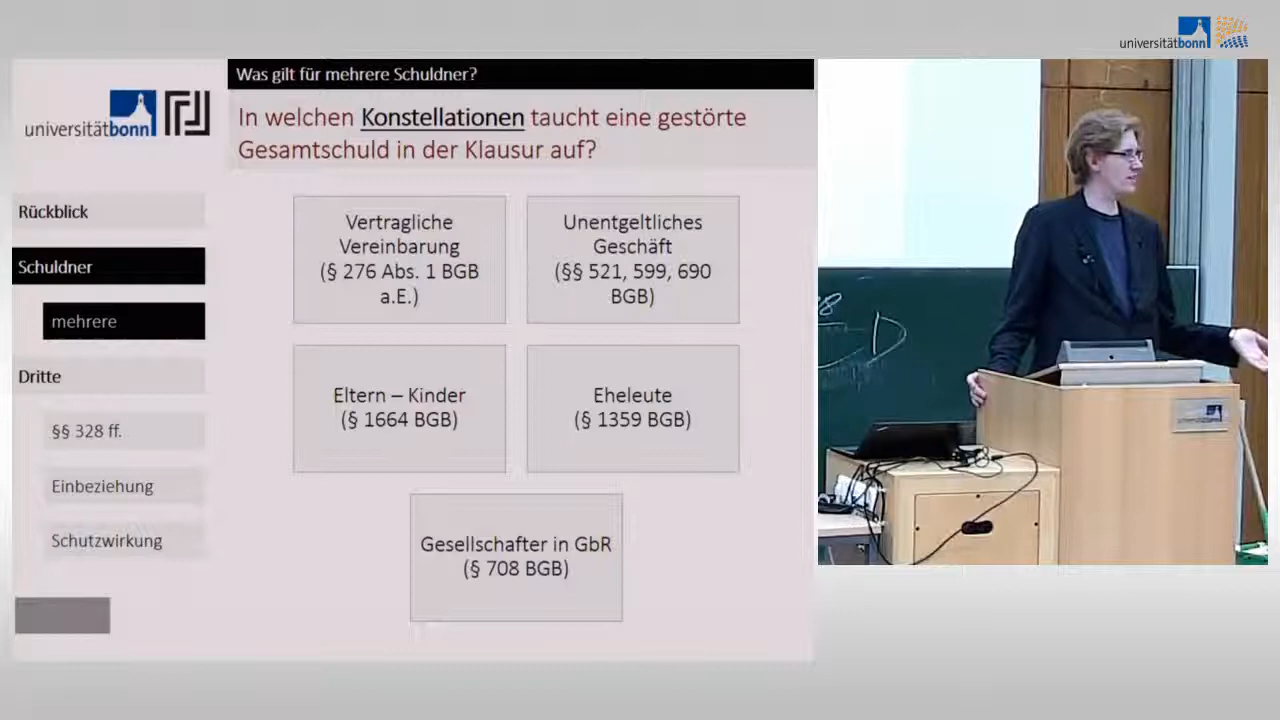 universitätbonn
Was gilt für mehrere Schuldner?
universitätbonn
In welchen Konstellationen taucht eine gestörte
Gesamtschuld in der Klausur auf?
Rückblick
Schuldner
mehrere
Dritte
§§ 328 ff.
Einbeziehung
Schutzwirkung
Vertragliche
Vereinbarung
(§ 276 Abs. 1 BGB
a.E.)
Unentgeltliches
Geschäft
(§§ 521, 599, 690
BGB)
Eltern – Kinder
(§ 1664 BGB)
Eheleute
(§ 1359 BGB)
Gesellschafter in GbR
(§ 708 BGB)
D